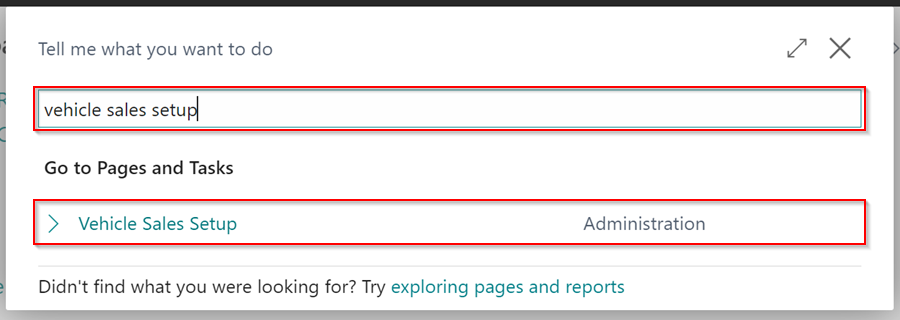 Tell me what you want to do
vehicle sales setup
Go to Pages and Tasks
Vehicle Sales Setup Administration
Didn't find what you were looking for? Try exploring pages and reports